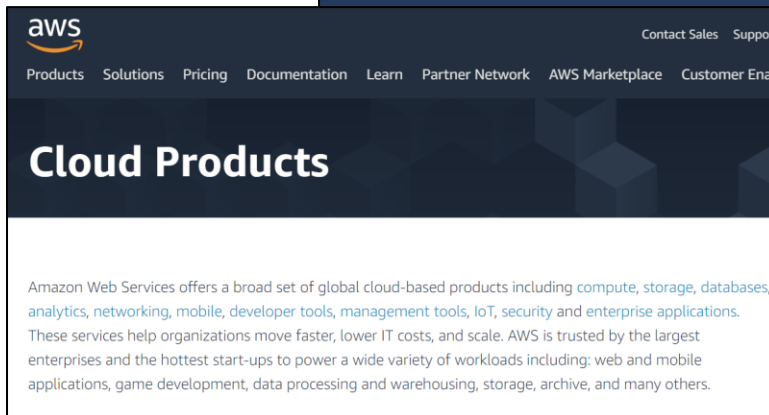 aws
Contact Sales Suppo
Products Solutions Pricing Documentation Learn Partner Network AWS Marketplace Customer Ena
Cloud Products
Amazon Web Services offers a broad set of global cloud-based products including compute, storage, databases,
analytics, networking, mobile, developer tools, management tools, IoT, security and enterprise applications.
These services help organizations move faster, lower IT costs, and scale. AWS is trusted by the largest
enterprises and the hottest start-ups to power a wide variety of workloads including: web and mobile
applications, game development, data processing and warehousing, storage, archive, and many others.